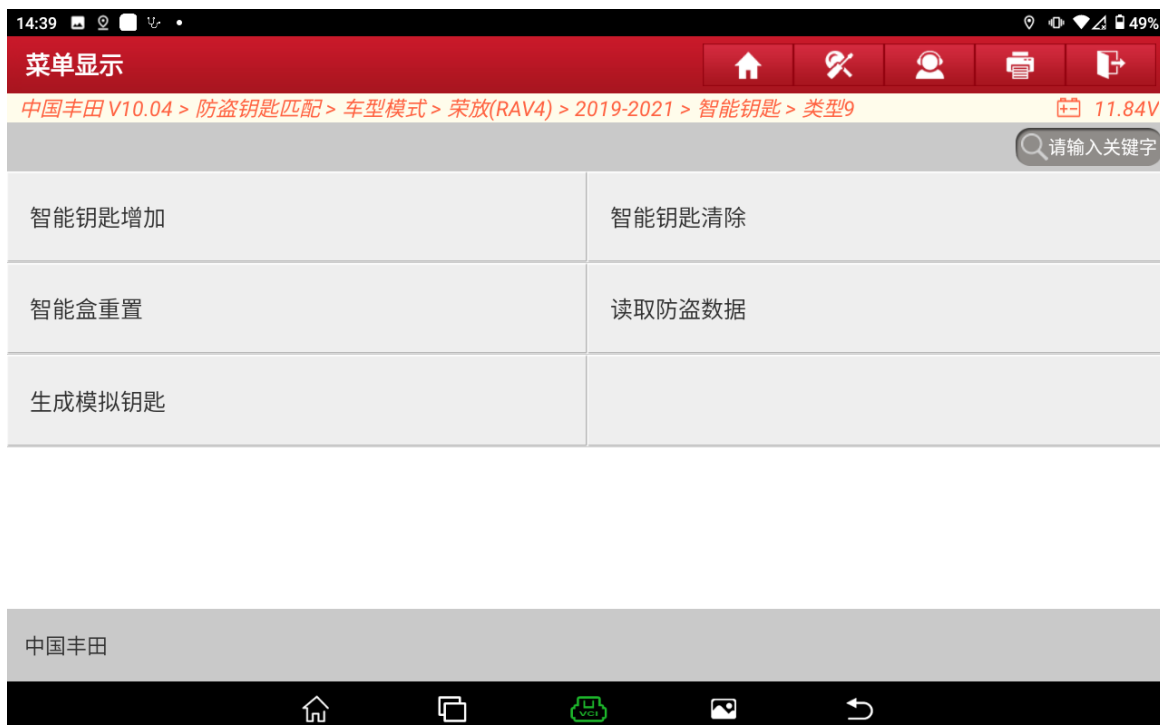 14:39 49%
菜单显示
中国丰田 V10.04 > 防盗钥匙匹配 > 车型模式 > 荣放(RAV4) > 2019-2021 > 智能钥匙 > 类型9 11.84V
请输入关键字
智能钥匙增加 智能钥匙清除
智能盒重置 读取防盗数据
生成模拟钥匙
中国丰田
VCI